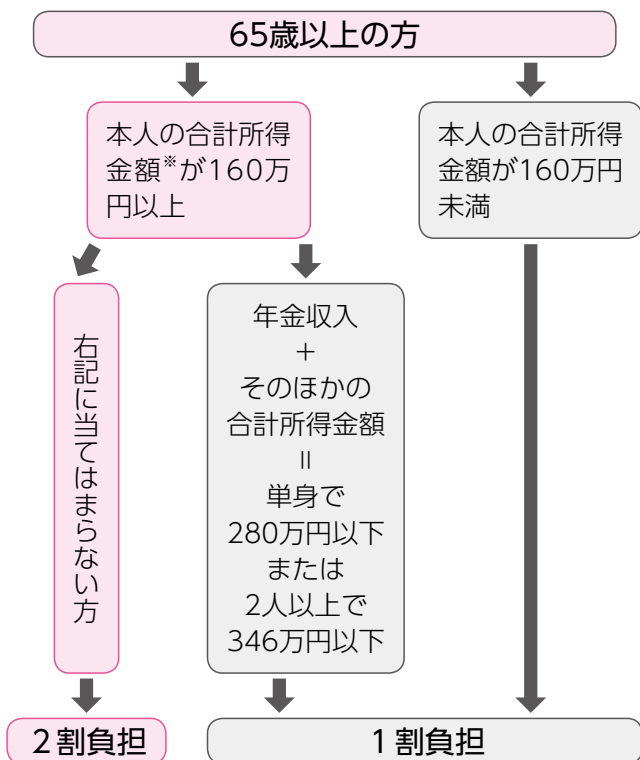 65歳以上の方
本人の合計所得
金額※が160万
円以上
本人の合計所得
金額が160万円
未満
右記に当てはまらない方
年金収入
＋
そのほかの
合計所得金額
＝
単身で
280万円以下
または
2人以上で
346万円以下
２割負担
１割負担